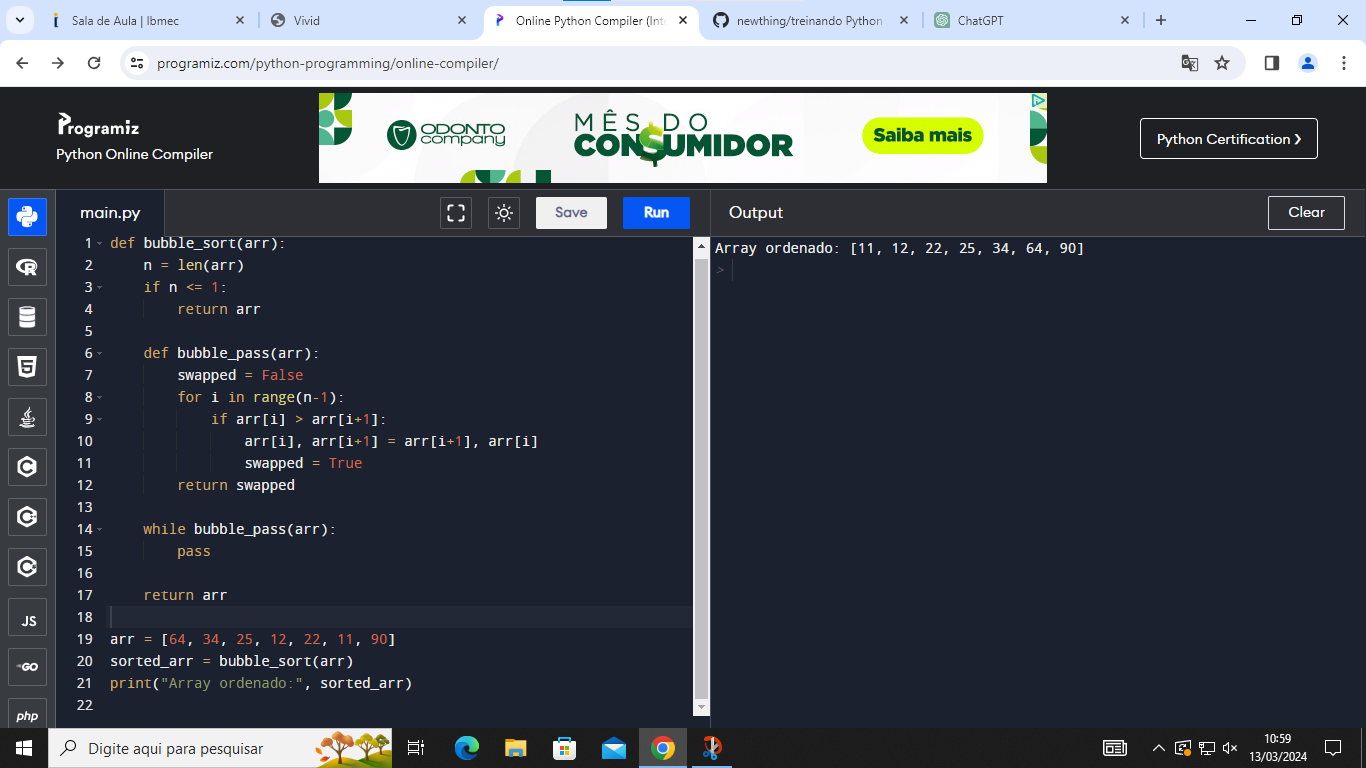 Sala de Aula | Ibmec
Vivid
Online Python Compiler (Inte
newthing/treinando Python
ChatGPT
programiz.com/python-programming/online-compiler/
Programiz
Python Online Compiler
ODONTO
company
MÊS DO
CONSUMIDOR
Saiba mais
Python Certification ❯
main.py
Save
Run
Output
Clear
1 def bubble_sort(arr):
2     n = len(arr)
3     if n <= 1:
4         return arr
5
6     def bubble_pass(arr):
7         swapped = False
8         for i in range(n-1):
9             if arr[i] > arr[i+1]:
10                 arr[i], arr[i+1] = arr[i+1], arr[i]
11                 swapped = True
12         return swapped
13
14     while bubble_pass(arr):
15         pass
16
17     return arr
18
19 arr = [64, 34, 25, 12, 22, 11, 90]
20 sorted_arr = bubble_sort(arr)
21 print("Array ordenado:", sorted_arr)
22
Array ordenado: [11, 12, 22, 25, 34, 64, 90]
>
R
5
C
C
C
JS
GO
php
Digite aqui para pesquisar
10:59
13/03/2024